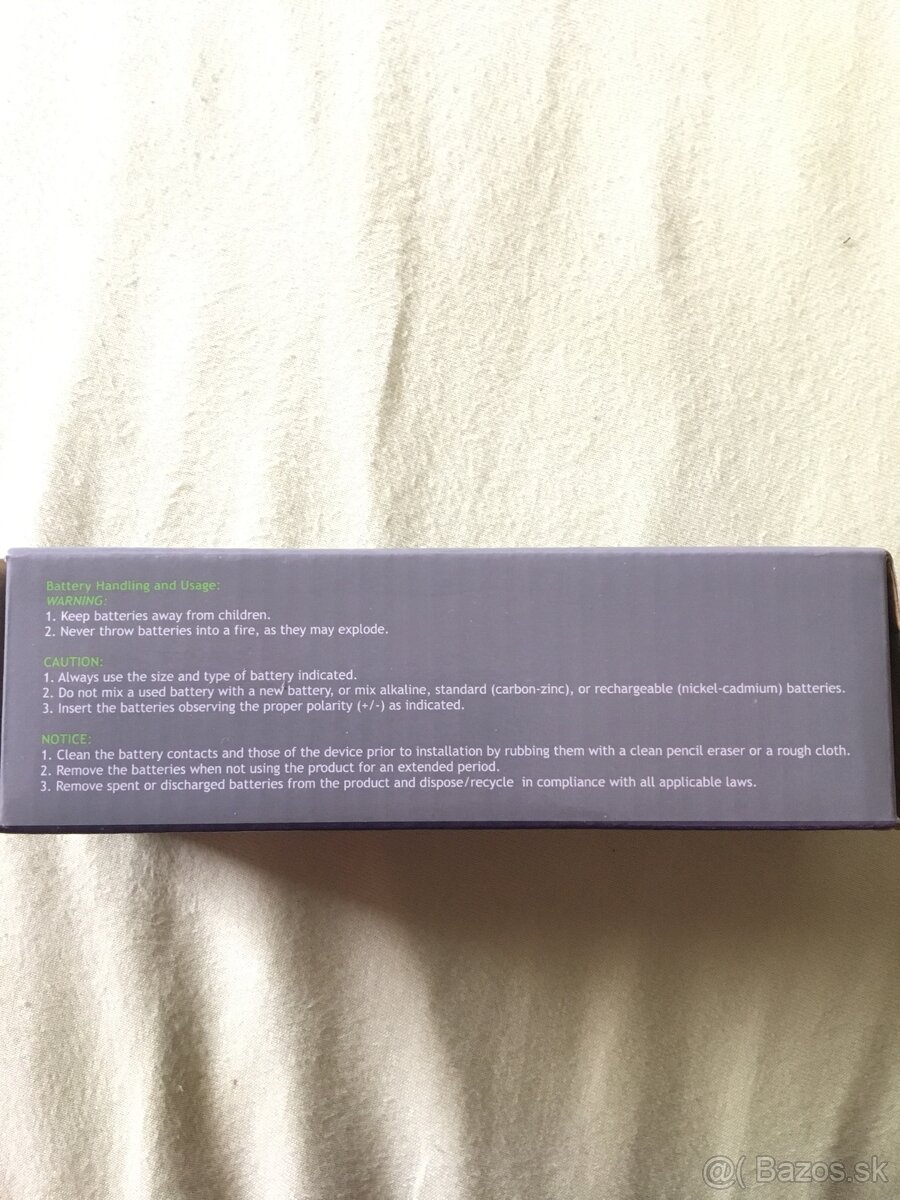 Battery Handling and Usage:
WARNING:
1. Keep batteries away from children.
2. Never throw batteries into a fire, as they may explode.
CAUTION:
1. Always use the size and type of battery indicated.
2. Do not mix a used battery with a new battery, or mix alkaline, standard (carbon-zinc), or rechargeable (nickel-cadmium) batteries.
3. Insert the batteries observing the proper polarity (+/-) as indicated.
NOTICE:
1. Clean the battery contacts and those of the device prior to installation by rubbing them with a clean pencil eraser or a rough cloth.
2. Remove the batteries when not using the product for an extended period.
3. Remove spent or discharged batteries from the product and dispose/recycle in compliance with all applicable laws.
@( Bazos.sk